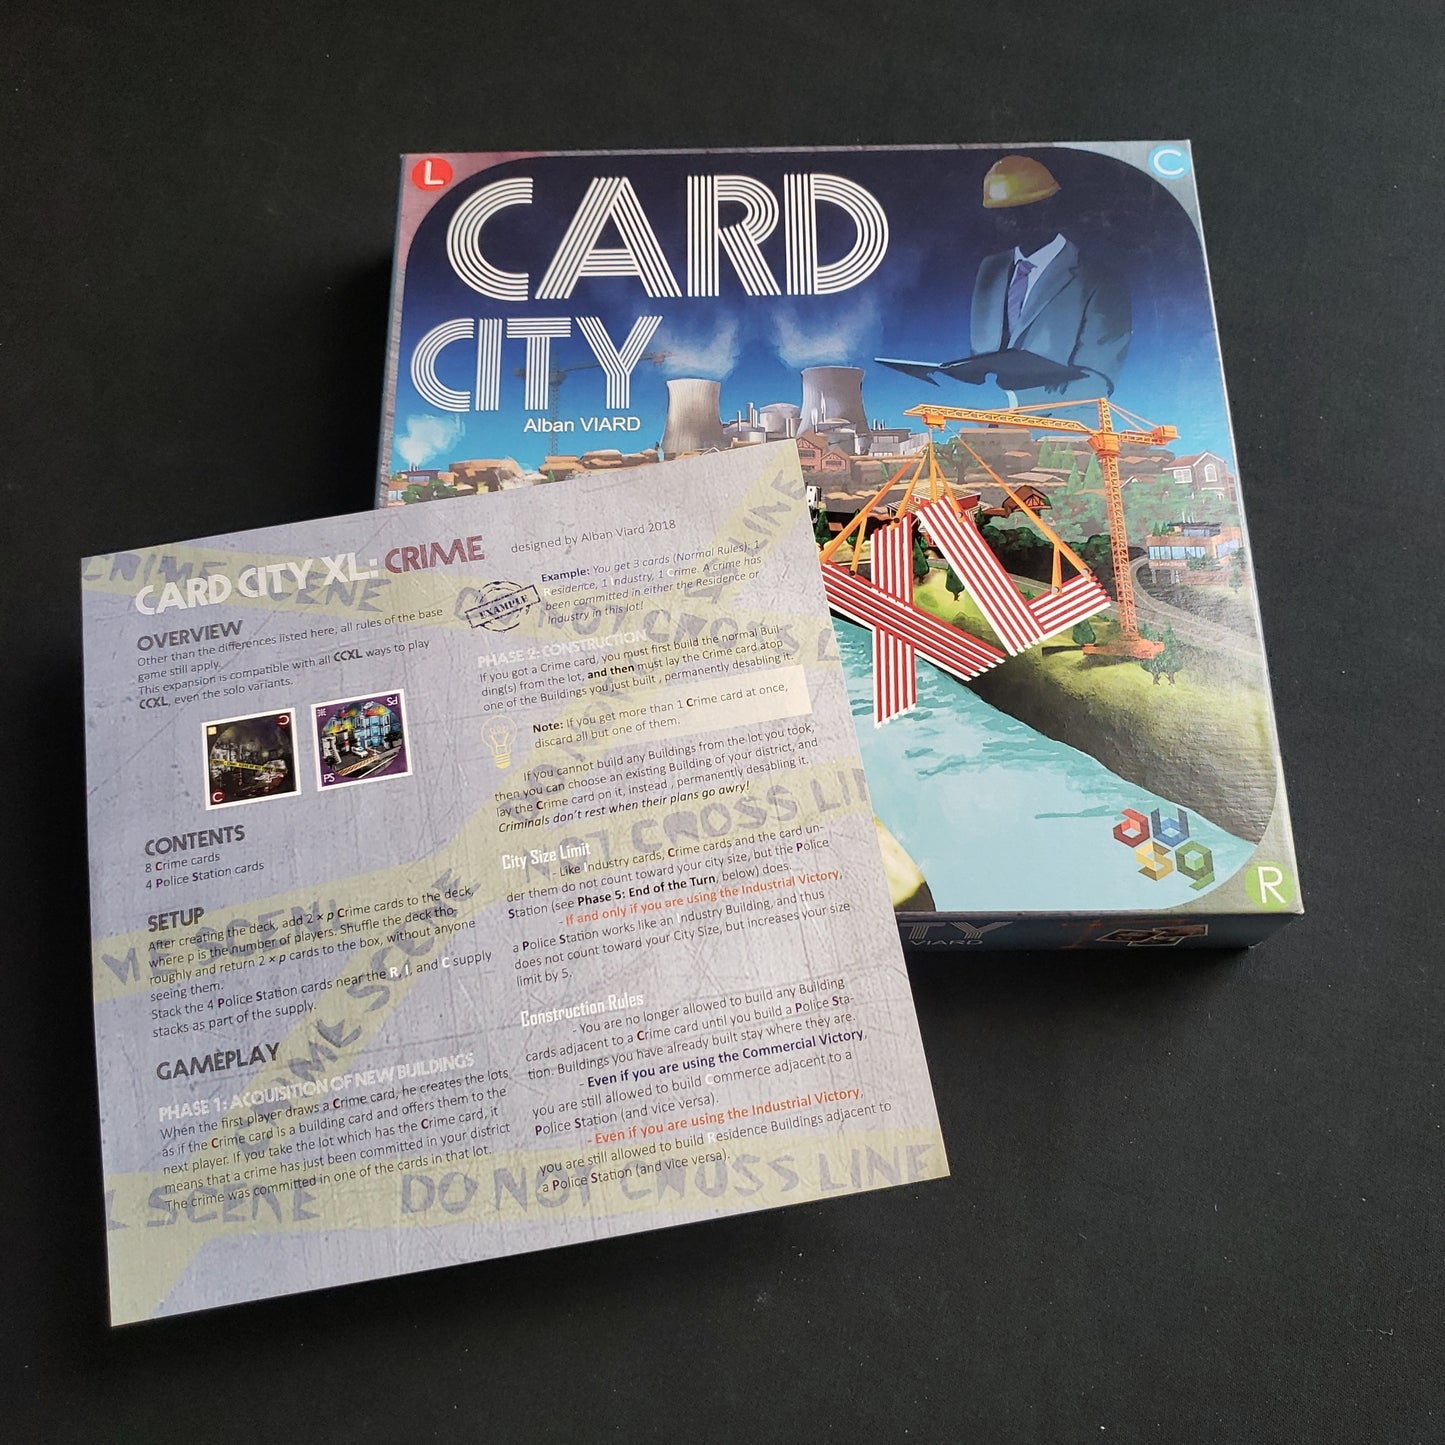 L
C
CARD
CITY
Alban VIARD
XL
R
VIARD
CARD CITY XL: CRIME
designed by Alban Viard 2018
OVERVIEW
Other than the differences listed here, all rules of the base
game still apply.
This expansion is compatible with all CCXL ways to play
CCXL, even the solo variants.
C
C
PS
PS
CONTENTS
8 Crime cards
4 Police Station cards
SETUP
After creating the deck, add 2 × p Crime cards to the deck,
where p is the number of players. Shuffle the deck tho-
roughly and return 2 × p cards to the box, without anyone
seeing them.
Stack the 4 Police Station cards near the R, I, and C supply
stacks as part of the supply.
GAMEPLAY
PHASE 1: ACQUISITION OF NEW BUILDINGS
When the first player draws a Crime card, he creates the lots
as if the Crime card is a building card and offers them to the
next player. If you take the lot which has the Crime card, it
means that a crime has just been committed in your district
The crime was committed in one of the cards in that lot.
EXAMPLE
Example: You get 3 cards (Normal Rules): 1
Residence, 1 Industry, 1 Crime. A crime has
been committed in either the Residence or
Industry in this lot!
PHASE 2: CONSTRUCTION
If you got a Crime card, you must first build the normal Buil-
ding(s) from the lot, and then must lay the Crime card atop
one of the Buildings you just built , permanently desabling it.
Note: If you get more than 1 Crime card at once,
discard all but one of them.
If you cannot build any Buildings from the lot you took,
then you can choose an existing Building of your district, and
lay the Crime card on it, instead , permanently desabling it.
Criminals don't rest when their plans go awry!
City Size Limit
- Like Industry cards, Crime cards and the card un-
der them do not count toward your city size, but the Police
Station (see Phase 5: End of the Turn, below) does.
- If and only if you are using the Industrial Victory,
a Police Station works like an Industry Building, and thus
does not count toward your City Size, but increases your size
limit by 5.
Construction Rules
- You are no longer allowed to build any Building
cards adjacent to a Crime card until you build a Police Sta-
tion. Buildings you have already built stay where they are.
- Even if you are using the Commercial Victory,
you are still allowed to build Commerce adjacent to a
Police Station (and vice versa).
- Even if you are using the Industrial Victory,
you are still allowed to build Residence Buildings adjacent to
a Police Station (and vice versa).
DO NOT CROSS LINE